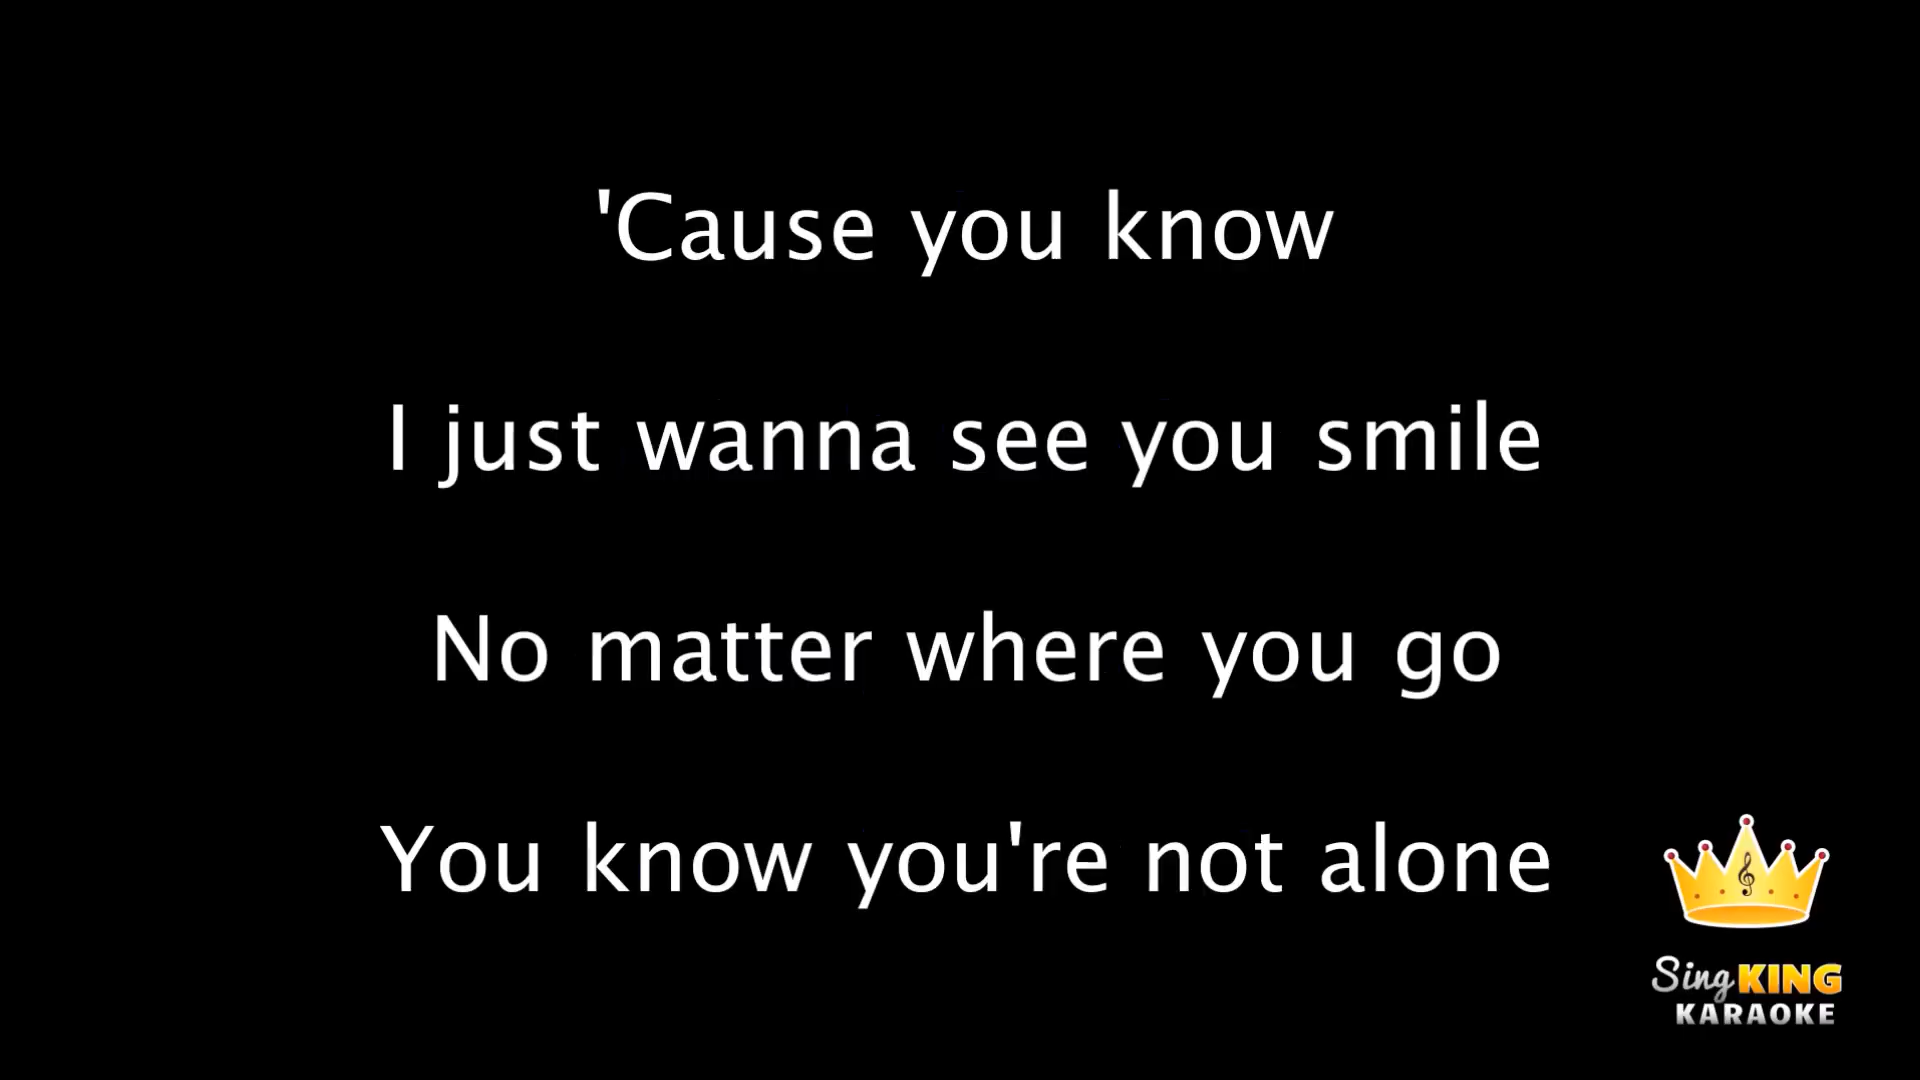 'Cause you know
I just wanna see you smile
No matter where you go
You know you're not alone
Sing KING
KARAOKE